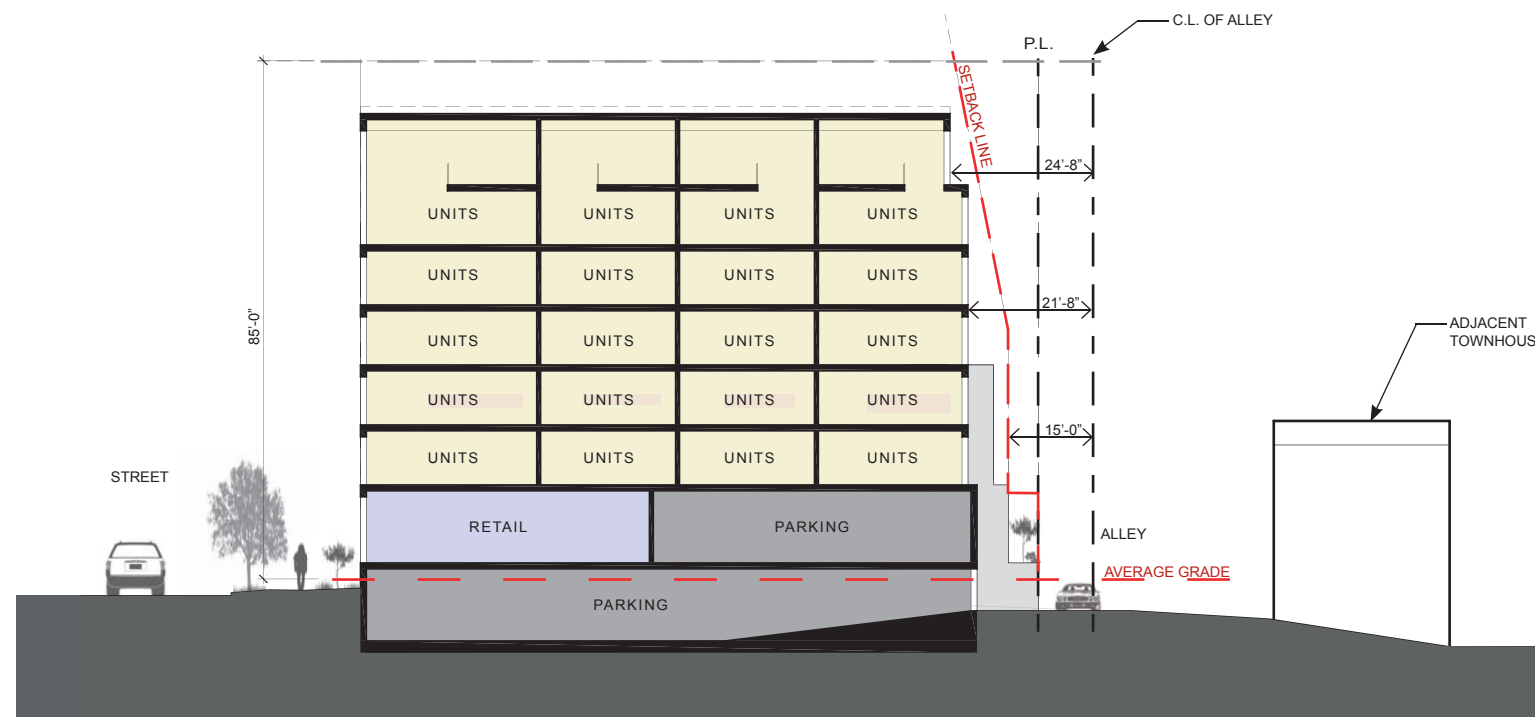 C.L. OF ALLEY
P.L.
SETBACK LINE
24'-8"
UNITS UNITS UNITS UNITS
UNITS UNITS UNITS UNITS
21'-8"
85'-0"
ADJACENT
TOWNHOUS
UNITS UNITS UNITS UNITS
UNITS UNITS UNITS UNITS
15'-0"
UNITS UNITS UNITS UNITS
STREET
RETAIL PARKING
ALLEY
AVERAGE GRADE
PARKING